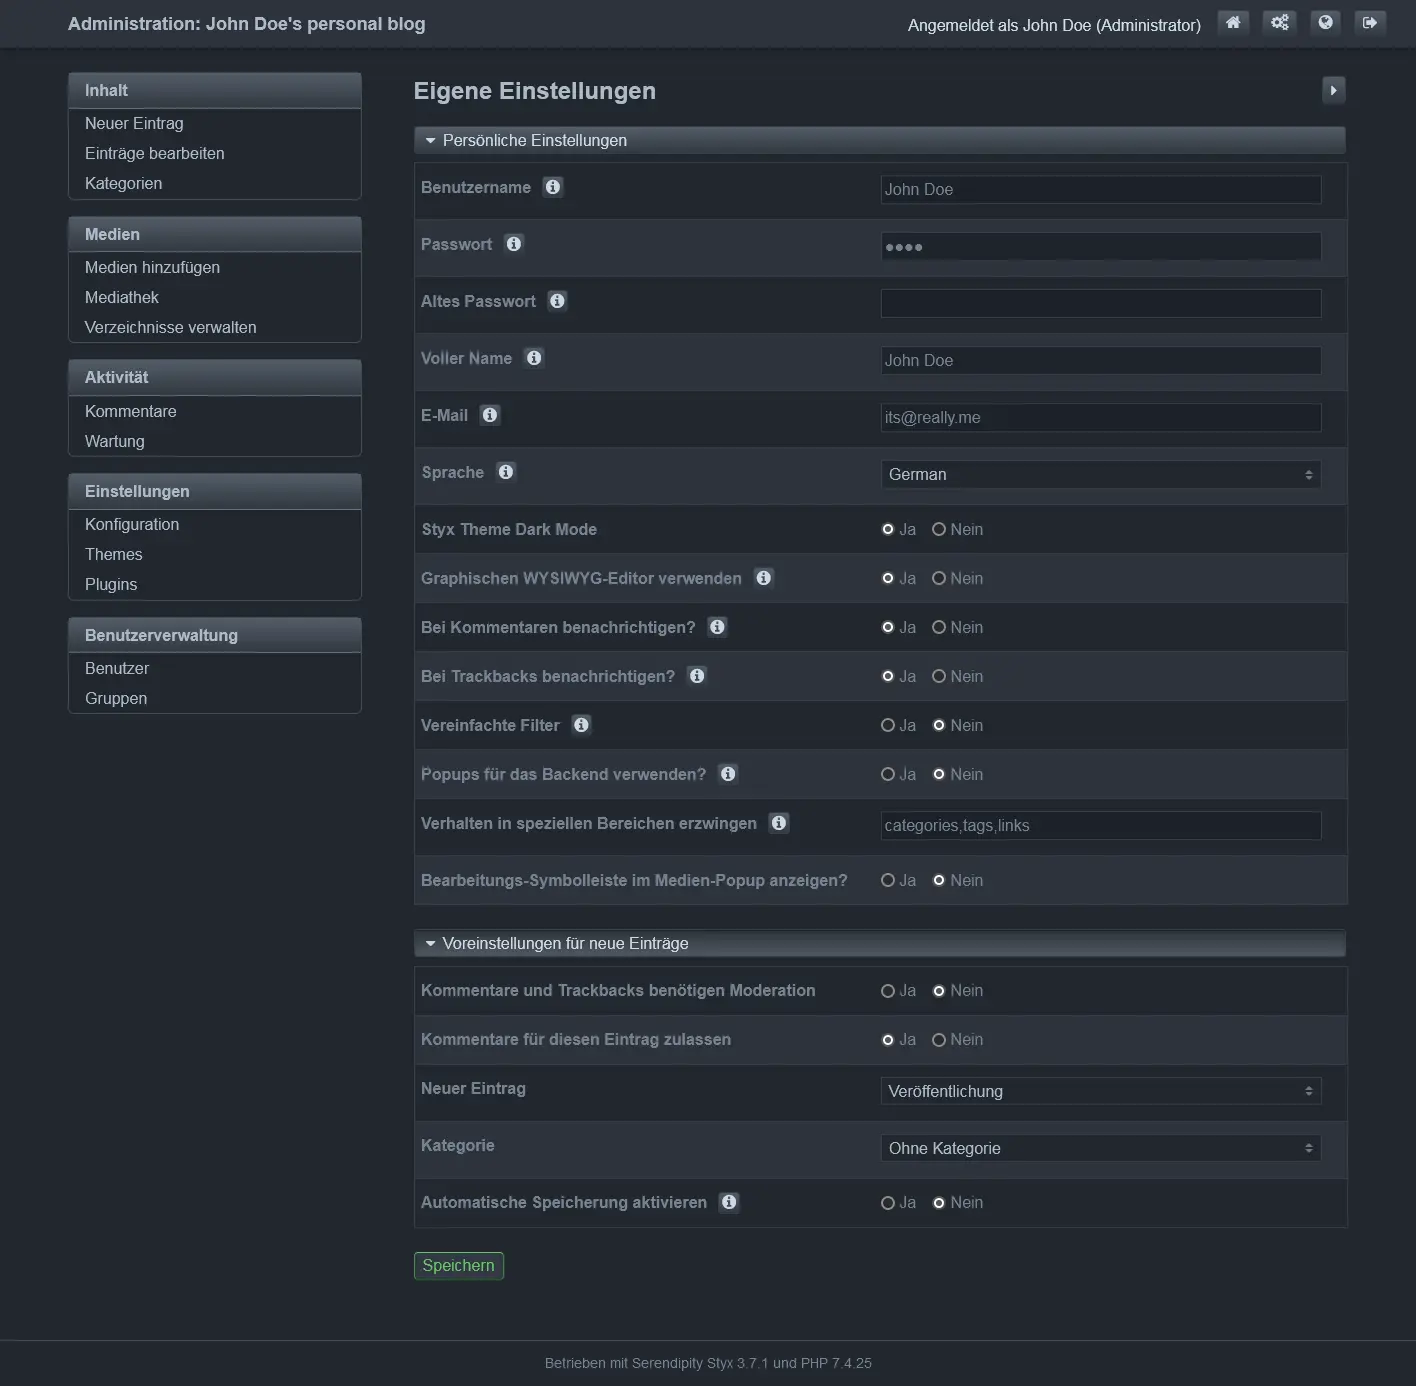 Administration: John Doe's personal blog
Angemeldet als John Doe (Administrator)
Inhalt
Neuer Eintrag
Einträge bearbeiten
Kategorien
Medien
Medien hinzufügen
Mediathek
Verzeichnisse verwalten
Aktivität
Kommentare
Wartung
Einstellungen
Konfiguration
Themes
Plugins
Benutzerverwaltung
Benutzer
Gruppen
Eigene Einstellungen
Persönliche Einstellungen
Benutzername John Doe
Passwort ●●●●
Altes Passwort
Voller Name John Doe
E-Mail its@really.me
Sprache German
Styx Theme Dark Mode Ja Nein
Graphischen WYSIWYG-Editor verwenden Ja Nein
Bei Kommentaren benachrichtigen? Ja Nein
Bei Trackbacks benachrichtigen? Ja Nein
Vereinfachte Filter Ja Nein
Popups für das Backend verwenden? Ja Nein
Verhalten in speziellen Bereichen erzwingen categories,tags,links
Bearbeitungs-Symbolleiste im Medien-Popup anzeigen? Ja Nein
Voreinstellungen für neue Einträge
Kommentare und Trackbacks benötigen Moderation Ja Nein
Kommentare für diesen Eintrag zulassen Ja Nein
Neuer Eintrag Veröffentlichung
Kategorie Ohne Kategorie
Automatische Speicherung aktivieren Ja Nein
Speichern
Betrieben mit Serendipity Styx 3.7.1 und PHP 7.4.25